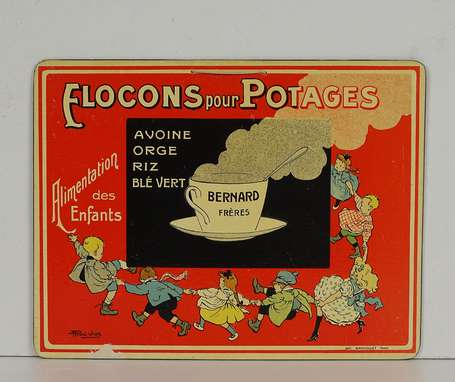 FLOCONS POUR POTAGES
AVOINE
ORGE
RIZ
BLÉ VERT
BERNARD
FRÈRES
Alimentation
des
Enfants